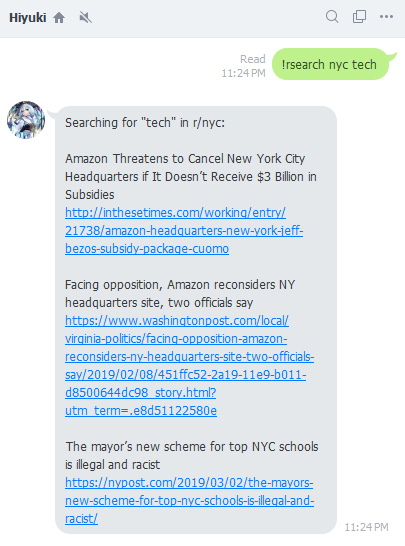 Hiyuki
Read
11:24 PM
!rsearch nyc tech
Searching for "tech" in r/nyc:
Amazon Threatens to Cancel New York City
Headquarters if It Doesn’t Receive $3 Billion in
Subsidies
http://inthesetimes.com/working/entry/
21738/amazon-headquarters-new-york-jeff-
bezos-subsidy-package-cuomo
Facing opposition, Amazon reconsiders NY
headquarters site, two officials say
https://www.washingtonpost.com/local/
virginia-politics/facing-opposition-amazon-
reconsiders-ny-headquarters-site-two-officials-
say/2019/02/08/451ffc52-2a19-11e9-b011-
d8500644dc98_story.html?
utm_term=.e8d51122580e
The mayor’s new scheme for top NYC schools
is illegal and racist
https://nypost.com/2019/03/02/the-mayors-
new-scheme-for-top-nyc-schools-is-illegal-and-
racist/
11:24 PM